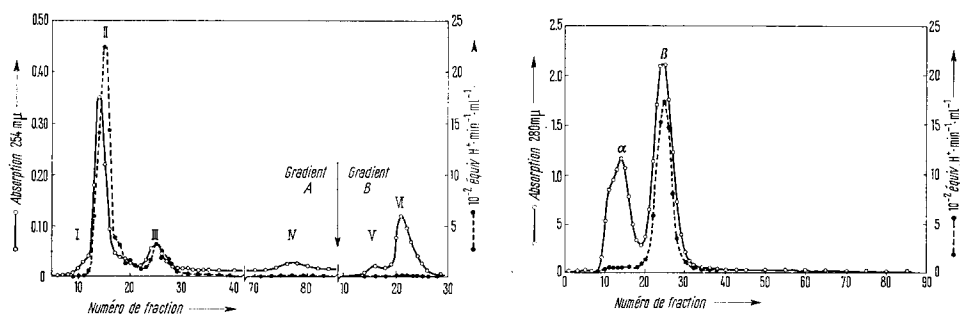 0.50
0.40
0.30
0.20
0.10
0
Absorption 254 mµ
I
II
III
IV
V
VI
Gradient A
Gradient B
25
20
15
10
5
0
10⁻² équiv H⁺·min⁻¹·mL⁻¹
10 20 30 40 70 80 90 10 20 30
Numéro de fraction
2.5
2.0
1.5
1.0
0.5
0
Absorption 280mµ
α
ß
25
20
15
10
5
0
10⁻² équiv H⁺·min⁻¹·mL⁻¹
0 10 20 30 40 50 60 70 80 90
Numéro de fraction